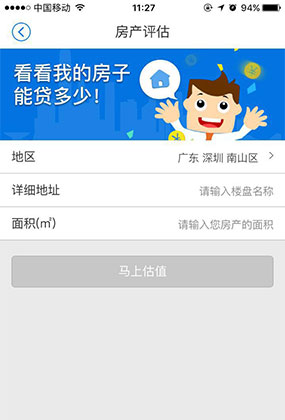 中国移动 11:27 94%
房产评估
看看我的房子
能贷多少！
地区 广东 深圳 南山区
详细地址 请输入楼盘名称
面积(㎡) 请输入您房产的面积
马上估值